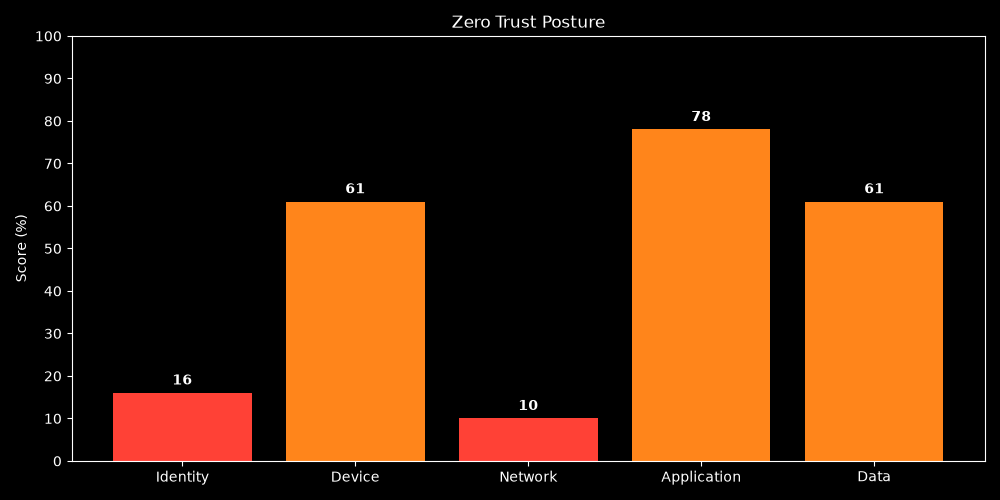 Zero Trust Posture
Score (%)
100
90
80
70
60
50
40
30
20
10
0
16
61
10
78
61
Identity
Device
Network
Application
Data